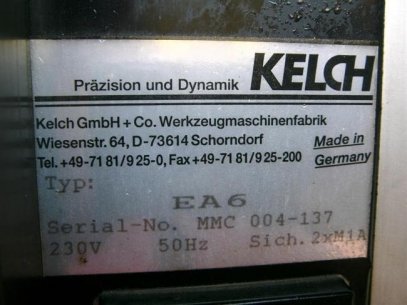 Präzision und Dynamik KELCH
Kelch GmbH + Co. Werkzeugmaschinenfabrik
Wiesenstr. 64, D-73614 Schorndorf
Made in
Tel. +49-71 81/9 25-0, Fax +49-71 81/9 25-200
Germany
Typ:
EA6
Serial-No. MMC 004-137
230V 50Hz Sich. 2xM1A